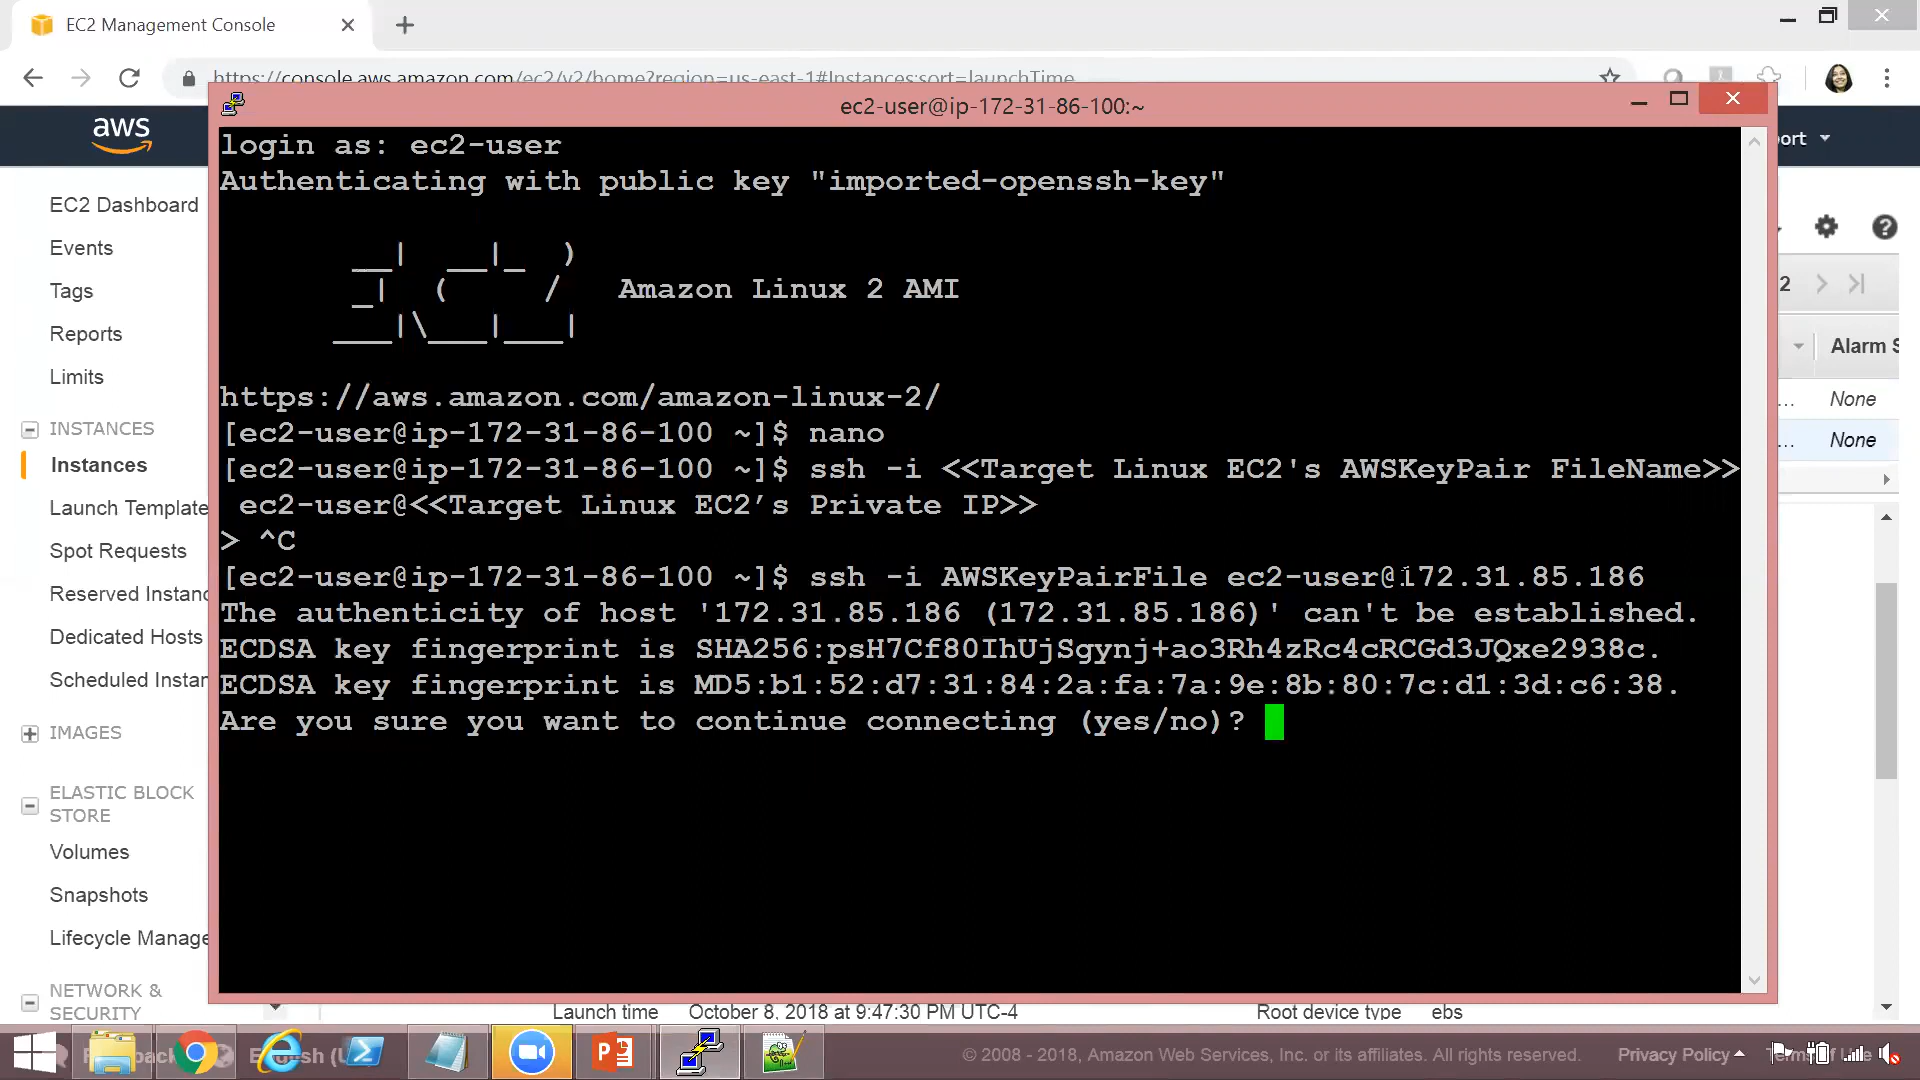 EC2 Management Console
https://console.aws.amazon.com/ec2/v2/home?region=us-east-1#Instances:sort=launchTime
aws
ec2-user@ip-172-31-86-100:~
port
EC2 Dashboard
Events
Tags
Reports
Limits
INSTANCES
Instances
Launch Template
Spot Requests
Reserved Instanc
Dedicated Hosts
Scheduled Instan
IMAGES
ELASTIC BLOCK
STORE
Volumes
Snapshots
Lifecycle Manage
NETWORK &
SECURITY
login as: ec2-user
Authenticating with public key "imported-openssh-key"
__|  __|_  )
_|  (     /   Amazon Linux 2 AMI
___|\___|___|
https://aws.amazon.com/amazon-linux-2/
[ec2-user@ip-172-31-86-100 ~]$ nano
[ec2-user@ip-172-31-86-100 ~]$ ssh -i <<Target Linux EC2's AWSKeyPair FileName>>
ec2-user@<<Target Linux EC2’s Private IP>>
> ^C
[ec2-user@ip-172-31-86-100 ~]$ ssh -i AWSKeyPairFile ec2-user@172.31.85.186
The authenticity of host '172.31.85.186 (172.31.85.186)' can't be established.
ECDSA key fingerprint is SHA256:psH7Cf80IhUjSgynj+ao3Rh4zRc4cRCGd3JQxe2938c.
ECDSA key fingerprint is MD5:b1:52:d7:31:84:2a:fa:7a:9e:8b:80:7c:d1:3d:c6:38.
Are you sure you want to continue connecting (yes/no)?
2
Alarm S
... None
... None
Launch time October 8, 2018 at 9:47:30 PM UTC-4
Root device type ebs
© 2008 - 2018, Amazon Web Services, Inc. or its affiliates. All rights reserved. Privacy Policy